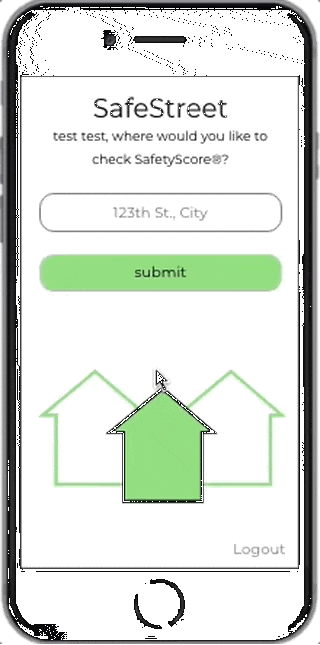 SafeStreet
test test, where would you like to
check SafetyScore®?
123th St., City
submit
Logout